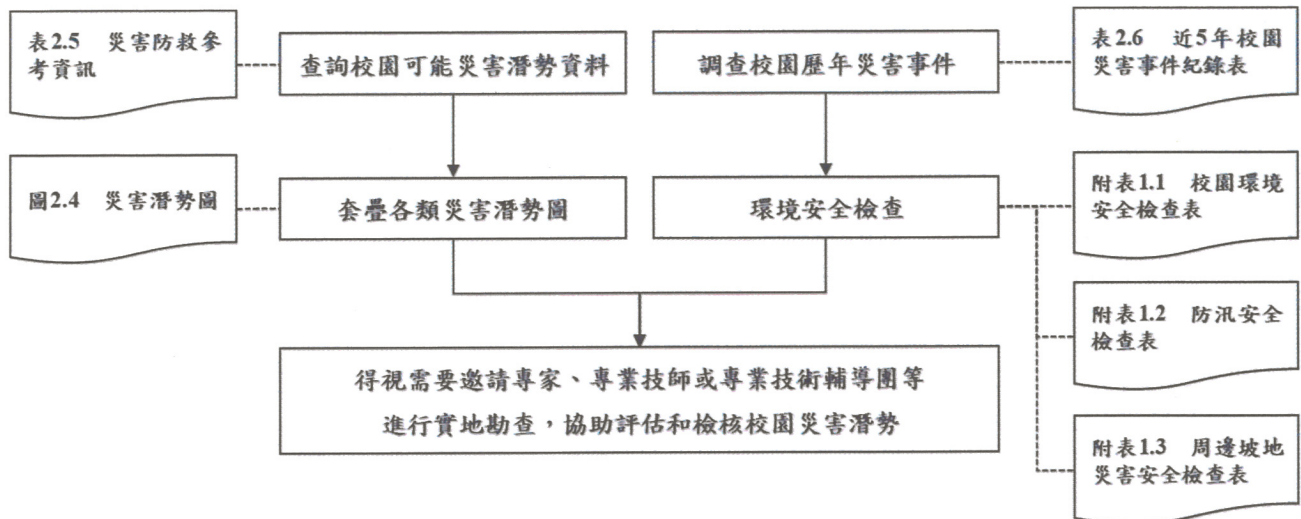 表2.5 災害防救參
考資訊
查詢校園可能災害潛勢資料
調查校園歷年災害事件
表2.6 近5年校園
災害事件紀錄表
圖2.4 災害潛勢圖
套疊各類災害潛勢圖
環境安全檢查
附表1.1 校園環境
安全檢查表
附表1.2 防汛安全
檢查表
得視需要邀請專家、專業技師或專業技術輔導團等
進行實地勘查，協助評估和檢核校園災害潛勢
附表1.3 周邊坡地
災害安全檢查表